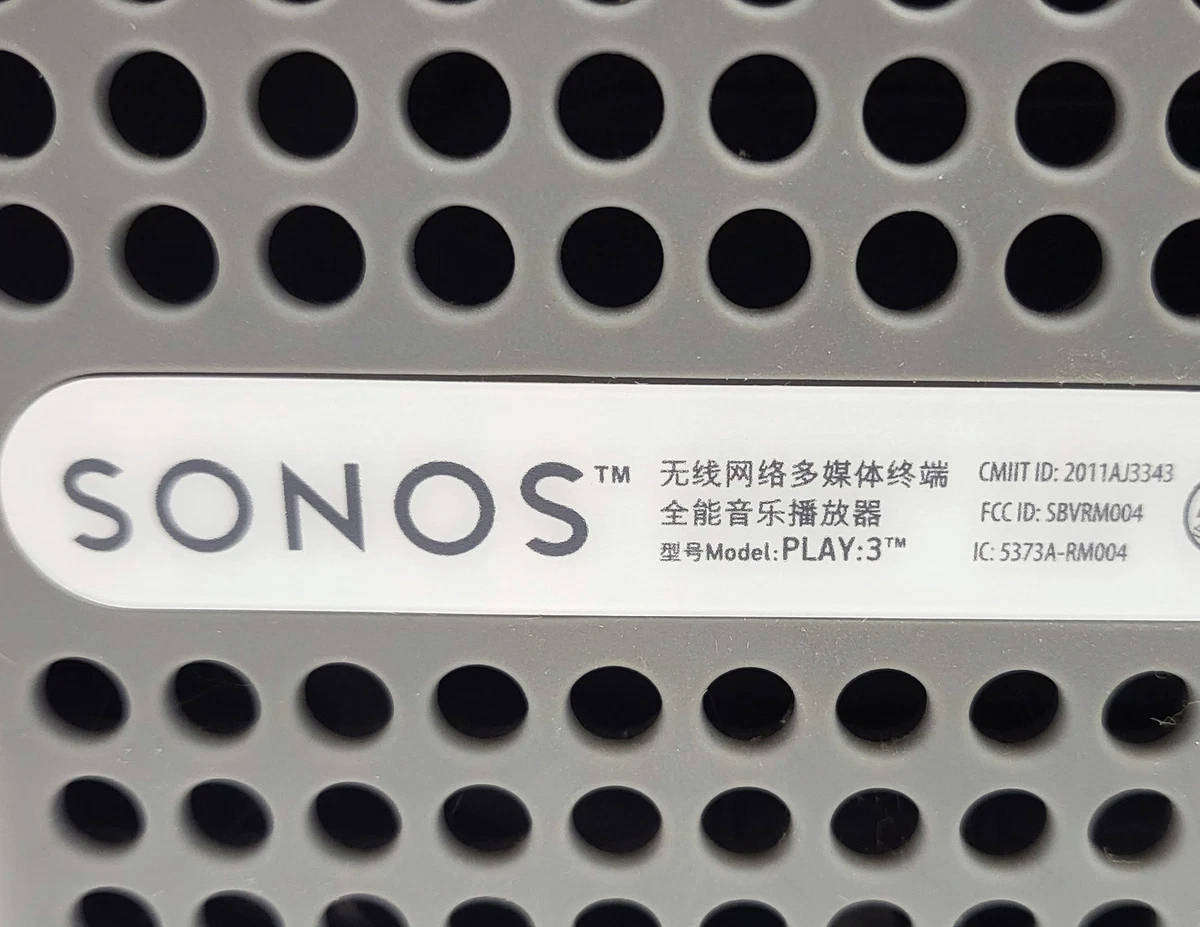 SONOS™
无线网络多媒体终端
全能音乐播放器
型号Model:PLAY:3™
CMIIT ID: 2011AJ3343
FCC ID: SBVRM004
IC: 5373A-RM004